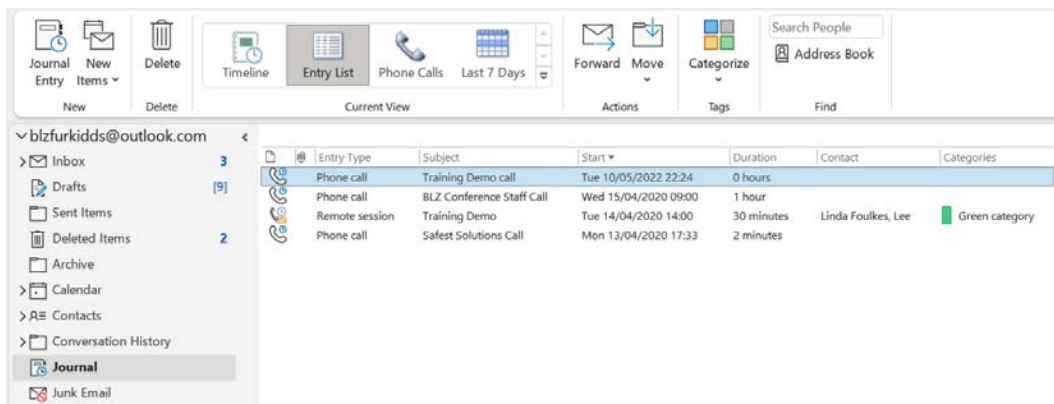 Journal Entry
New Items
Delete
Timeline
Entry List
Phone Calls
Last 7 Days
Forward
Move
Categorize
Search People
Address Book
New
Delete
Current View
Actions
Tags
Find
blzfurkidds@outlook.com
Inbox 3
Drafts [9]
Sent Items
Deleted Items 2
Archive
Calendar
Contacts
Conversation History
Journal
Junk Email
Entry Type Subject Start Duration Contact Categories
Phone call Training Demo call Tue 10/05/2022 22:24 0 hours
Phone call BLZ Conference Staff Call Wed 15/04/2020 09:00 1 hour
Remote session Training Demo Tue 14/04/2020 14:00 30 minutes Linda Foulkes, Lee Green category
Phone call Safest Solutions Call Mon 13/04/2020 17:33 2 minutes